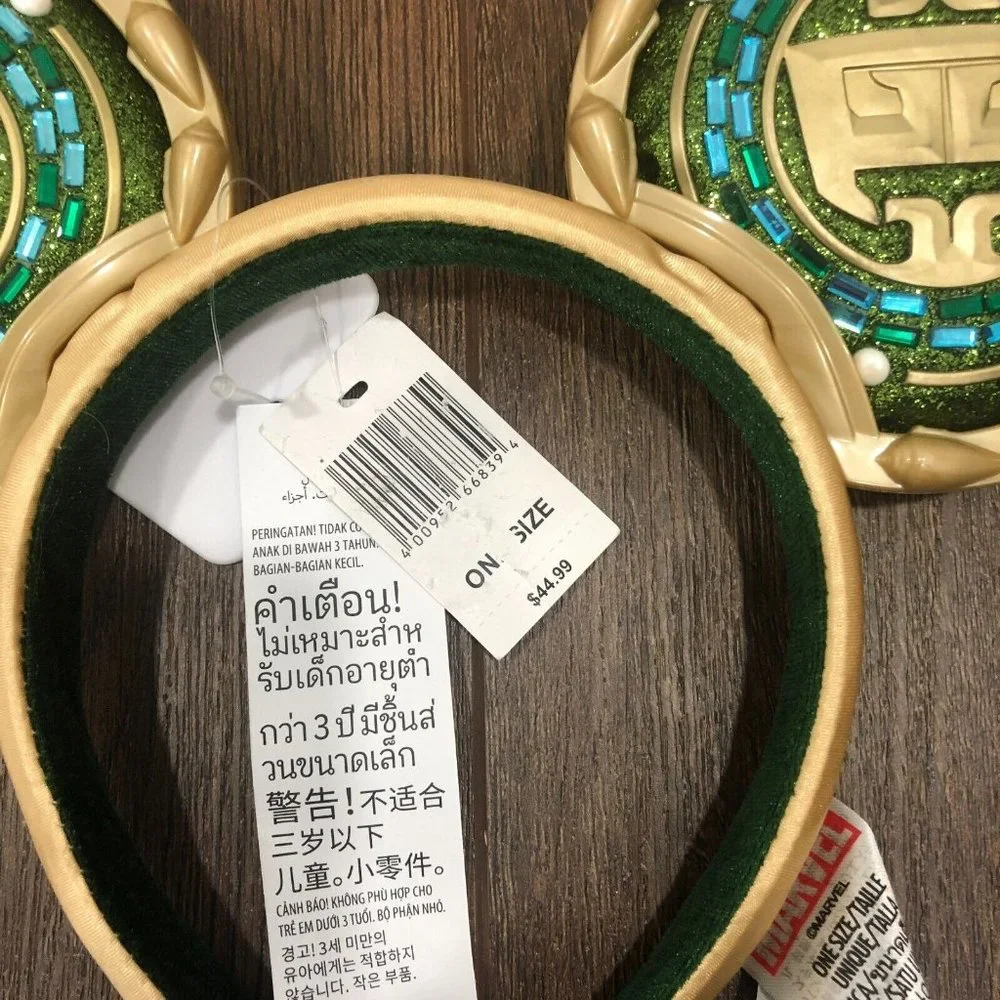 أجزاء
PERINGATAN! TIDAK
ANAK DI BAWAH 3 TAHUN.
BAGIAN-BAGIAN KECIL.
คำเตือน!
ไม่เหมาะสำห
รับเด็กอายุต่ำ
กว่า 3 ปี มีชิ้นส่
วนขนาดเล็ก
警告!不适合
三岁以下
儿童。小零件。
CẢNH BÁO! KHÔNG PHÙ HỢP CHO
TRẺ EM DƯỚI 3 TUỔI. BỘ PHẬN NHỎ.
경고! 3세 미만의
유아에게는 적합하지
않습니다. 작은 부품.
4 00952 66839 4
ON SIZE
$44.99
MARVEL
©MARVEL
ONE SIZE/TAILLE
UNIQUE/TALLA